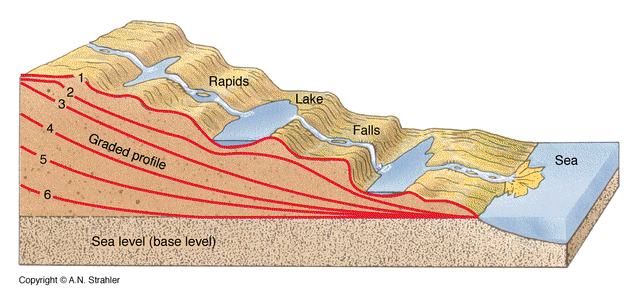 1
2
3
4
5
6
Rapids
Lake
Falls
Sea
Graded profile
Sea level (base level)
Copyright © A.N. Strahler